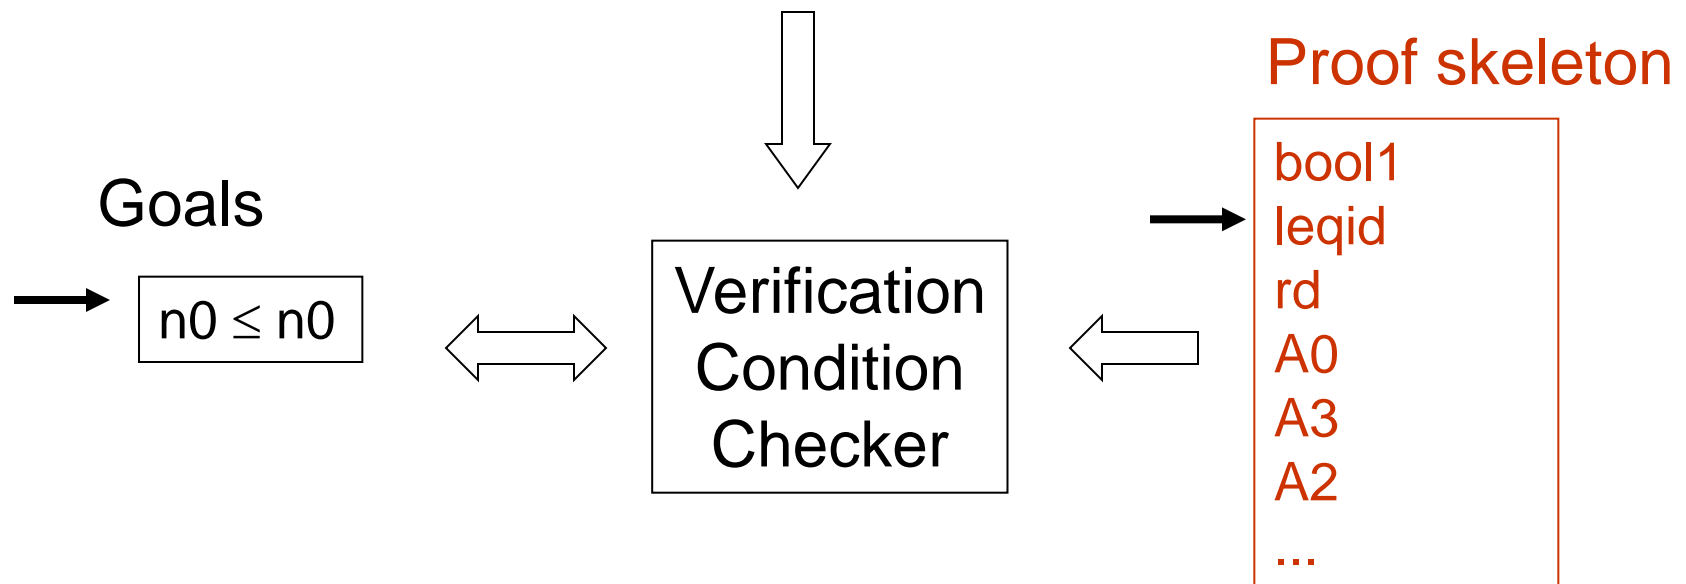 Proof skeleton
Goals
n0 ≤ n0
Verification
Condition
Checker
bool1
leqid
rd
A0
A3
A2
...